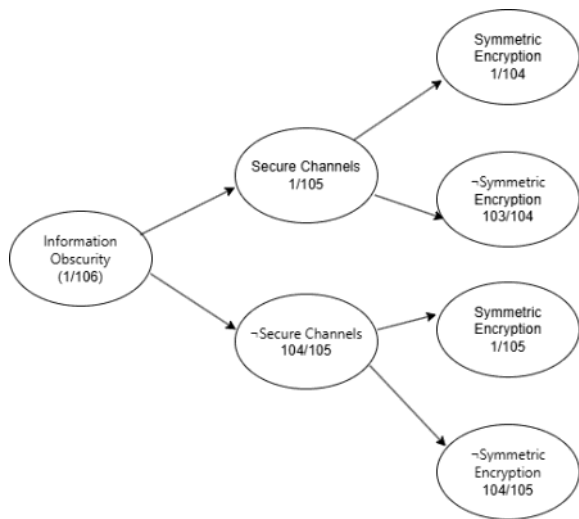 Symmetric
Encryption
1/104
Secure Channels
1/105
¬Symmetric
Encryption
103/104
Information
Obscurity
(1/106)
¬Secure Channels
104/105
Symmetric
Encryption
1/105
¬Symmetric
Encryption
104/105